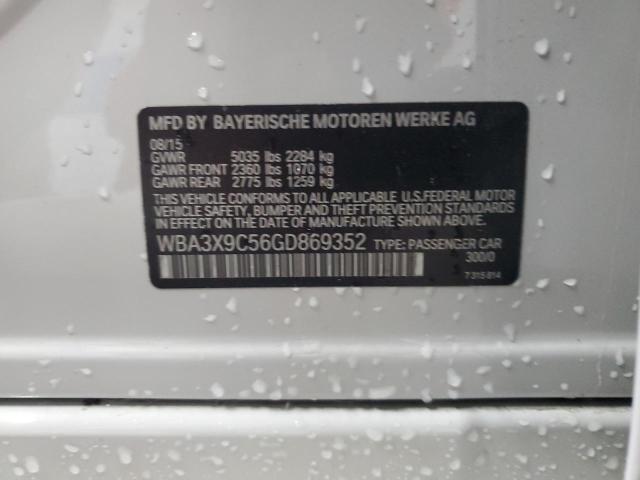 MFD BY BAYERISCHE MOTOREN WERKE AG
08/15
GVWR 5035 lbs 2284 kg
GAWR FRONT 2360 lbs 1070 kg
GAWR REAR 2775 lbs 1259 kg
THIS VEHICLE CONFORMS TO ALL APPLICABLE U.S.FEDERAL MOTOR
VEHICLE SAFETY, BUMPER AND THEFT PREVENTION STANDARDS IN
EFFECT ON THE DATE OF MANUFACTURE SHOWN ABOVE.
WBA3X9C56GD869352 TYPE: PASSENGER CAR
300/0
7315814